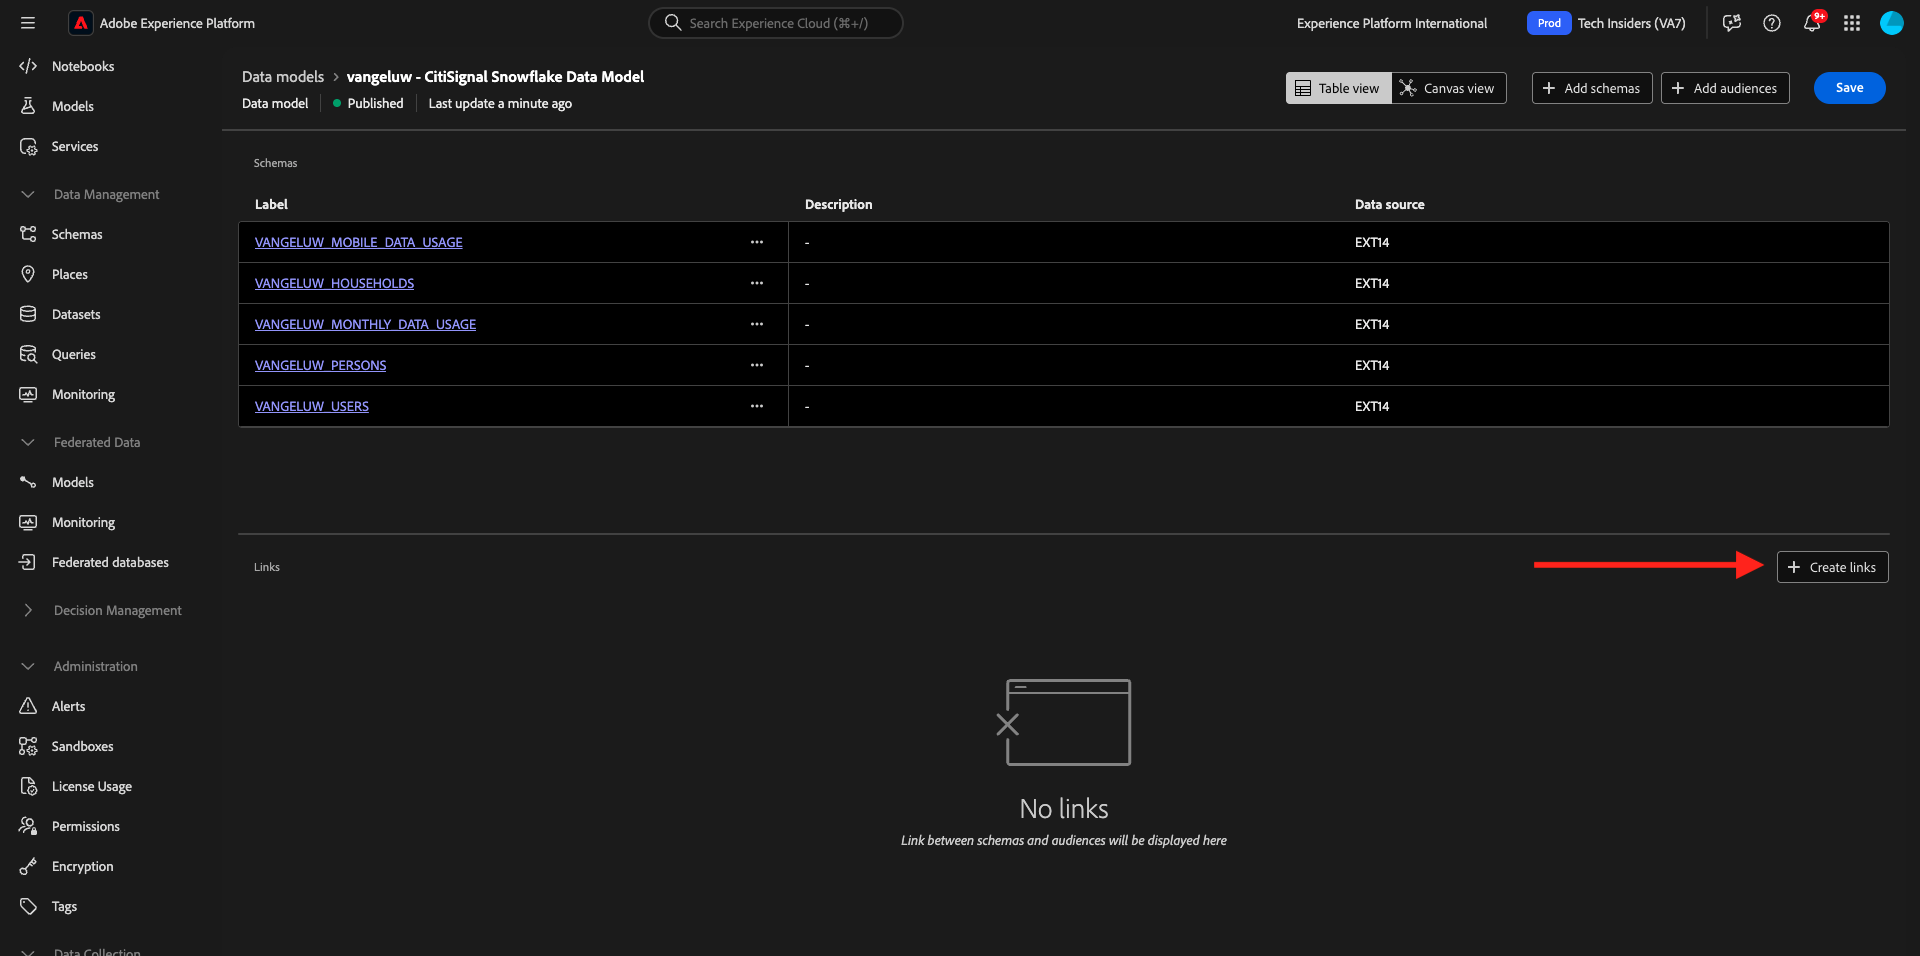 Adobe Experience Platform
Search Experience Cloud (⌘+/)
Experience Platform International
Prod
Tech Insiders (VA7)
9+
Notebooks
Models
Services
Data Management
Schemas
Places
Datasets
Queries
Monitoring
Federated Data
Models
Monitoring
Federated databases
Decision Management
Administration
Alerts
Sandboxes
License Usage
Permissions
Encryption
Tags
Data Collection
Data models > vangeluw - CitiSignal Snowflake Data Model
Data model
Published
Last update a minute ago
Table view
Canvas view
+ Add schemas
+ Add audiences
Save
Schemas
Label Description Data source
VANGELUW_MOBILE_DATA_USAGE ... - EXT14
VANGELUW_HOUSEHOLDS ... - EXT14
VANGELUW_MONTHLY_DATA_USAGE ... - EXT14
VANGELUW_PERSONS ... - EXT14
VANGELUW_USERS ... - EXT14
Links
+ Create links
No links
Link between schemas and audiences will be displayed here